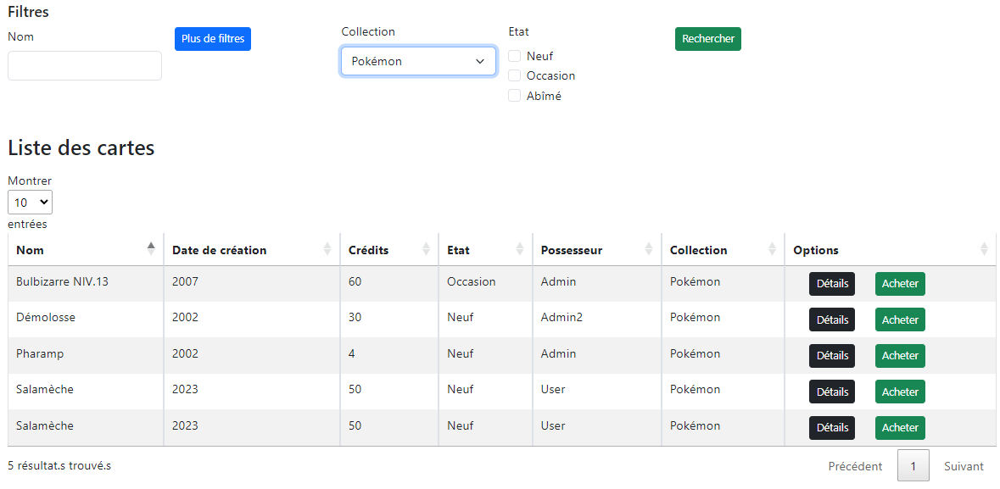 Filtres
Nom
Plus de filtres
Collection
Pokémon
Etat
Neuf
Occasion
Abîmé
Rechercher
Liste des cartes
Montrer
10
entrées
Nom Date de création Crédits Etat Possesseur Collection Options
Bulbizarre NIV.13 2007 60 Occasion Admin Pokémon Détails Acheter
Démolosse 2002 30 Neuf Admin2 Pokémon Détails Acheter
Pharamp 2002 4 Neuf Admin Pokémon Détails Acheter
Salamèche 2023 50 Neuf User Pokémon Détails Acheter
Salamèche 2023 50 Neuf User Pokémon Détails Acheter
5 résultat.s trouvé.s Précédent 1 Suivant